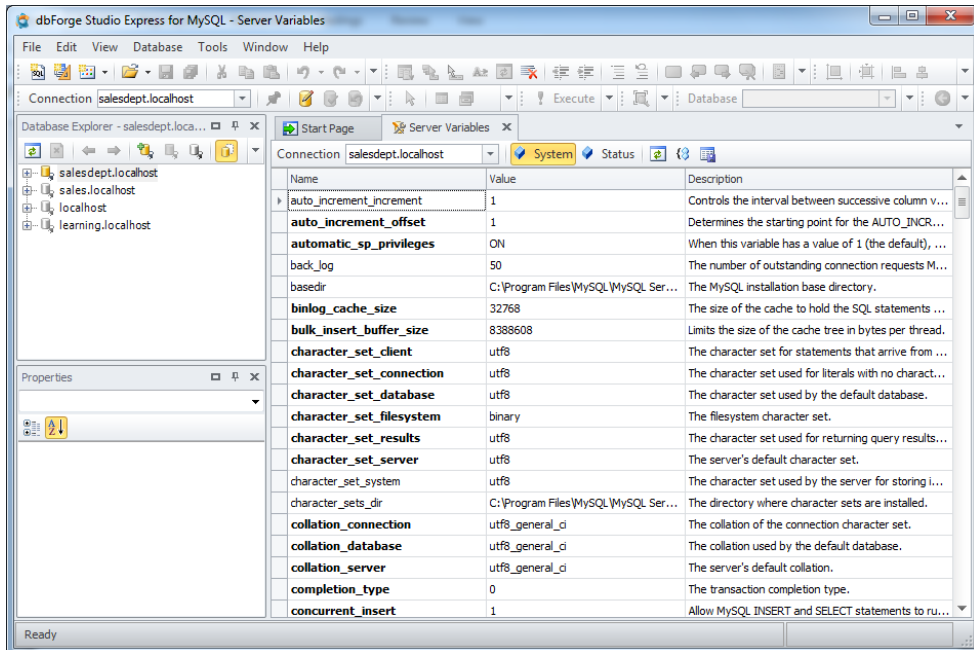 dbForge Studio Express for MySQL - Server Variables
File Edit View Database Tools Window Help
Connection salesdept.localhost Execute Database
Database Explorer - salesdept.loca...
salesdept.localhost
sales.localhost
localhost
learning.localhost
Properties
Start Page Server Variables
Connection salesdept.localhost System Status
Name Value Description
auto_increment_increment 1 Controls the interval between successive column v...
auto_increment_offset 1 Determines the starting point for the AUTO_INCR...
automatic_sp_privileges ON When this variable has a value of 1 (the default), ...
back_log 50 The number of outstanding connection requests M...
basedir C:\Program Files\MySQL\MySQL Ser... The MySQL installation base directory.
binlog_cache_size 32768 The size of the cache to hold the SQL statements ...
bulk_insert_buffer_size 8388608 Limits the size of the cache tree in bytes per thread.
character_set_client utf8 The character set for statements that arrive from ...
character_set_connection utf8 The character set used for literals with no charact...
character_set_database utf8 The character set used by the default database.
character_set_filesystem binary The filesystem character set.
character_set_results utf8 The character set used for returning query results...
character_set_server utf8 The server's default character set.
character_set_system utf8 The character set used by the server for storing i...
character_sets_dir C:\Program Files\MySQL\MySQL Ser... The directory where character sets are installed.
collation_connection utf8_general_ci The collation of the connection character set.
collation_database utf8_general_ci The collation used by the default database.
collation_server utf8_general_ci The server's default collation.
completion_type 0 The transaction completion type.
concurrent_insert 1 Allow MySQL INSERT and SELECT statements to ru...
Ready